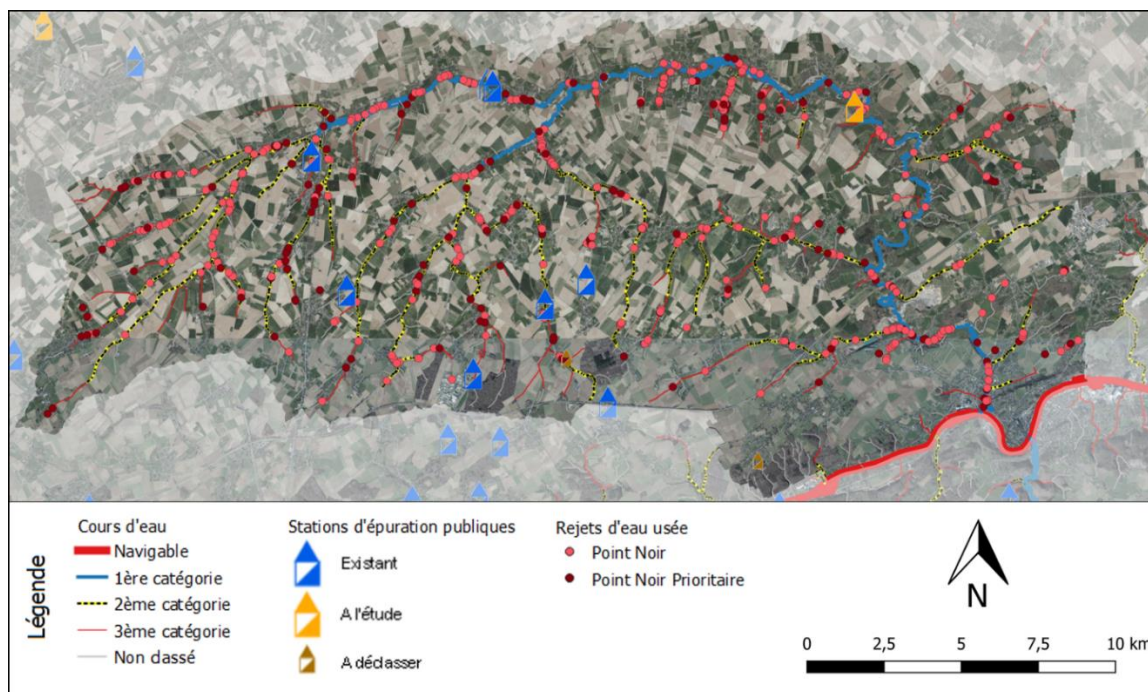 Légende
Cours d'eau
Navigable
1ère catégorie
2ème catégorie
3ème catégorie
Non classé
Stations d'épuration publiques
Existant
A l'étude
A déclasser
Rejets d'eau usée
Point Noir
Point Noir Prioritaire
N
0 2,5 5 7,5 10 km